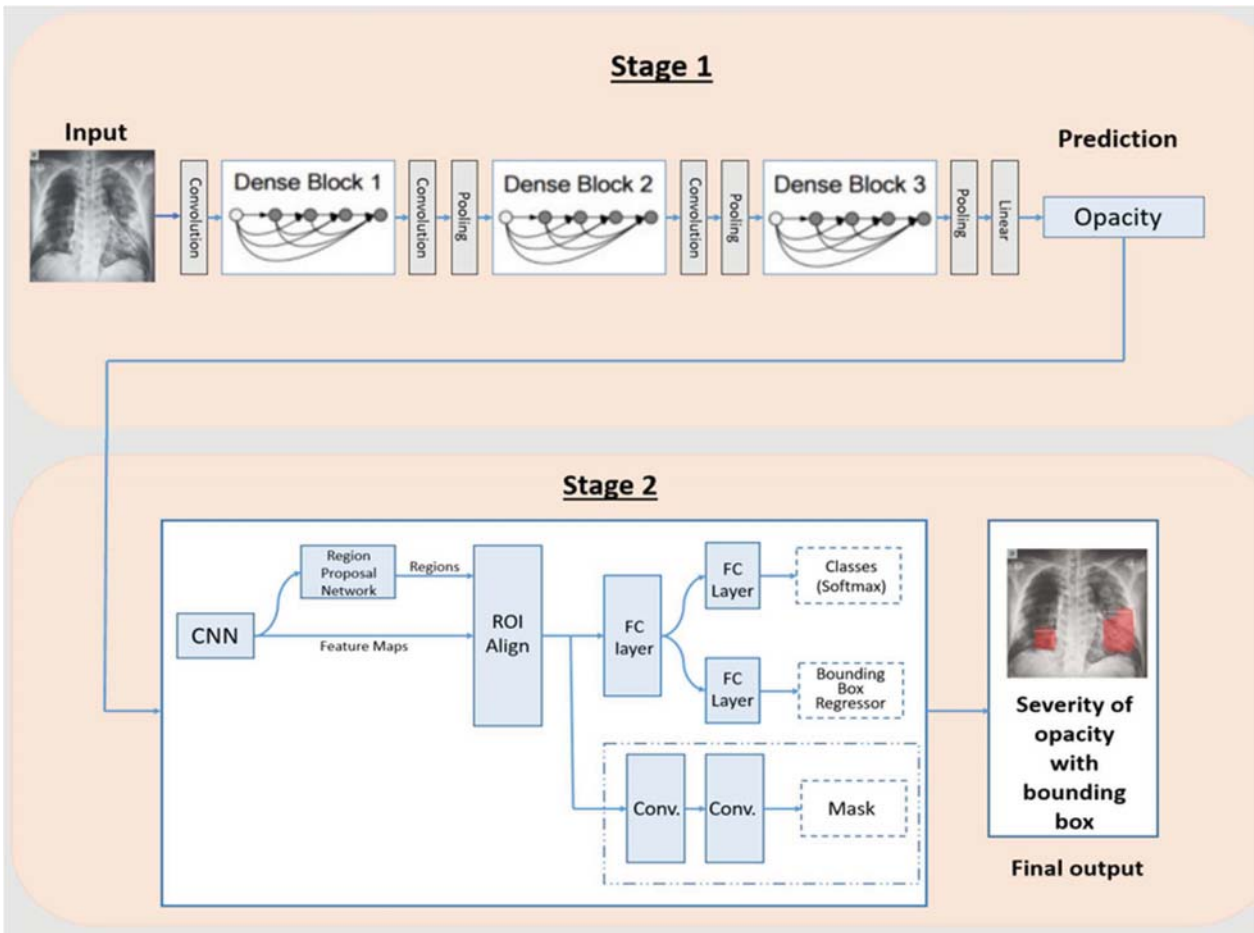 Stage 1
Input
Prediction
Convolution
Dense Block 1
Convolution
Pooling
Dense Block 2
Convolution
Pooling
Dense Block 3
Pooling
Linear
Opacity
Stage 2
CNN
Region
Proposal
Network
Regions
Feature Maps
ROI
Align
FC
layer
FC
Layer
Classes
(Softmax)
FC
Layer
Bounding
Box
Regressor
Conv.
Conv.
Mask
Severity of
opacity
with
bounding
box
Final output